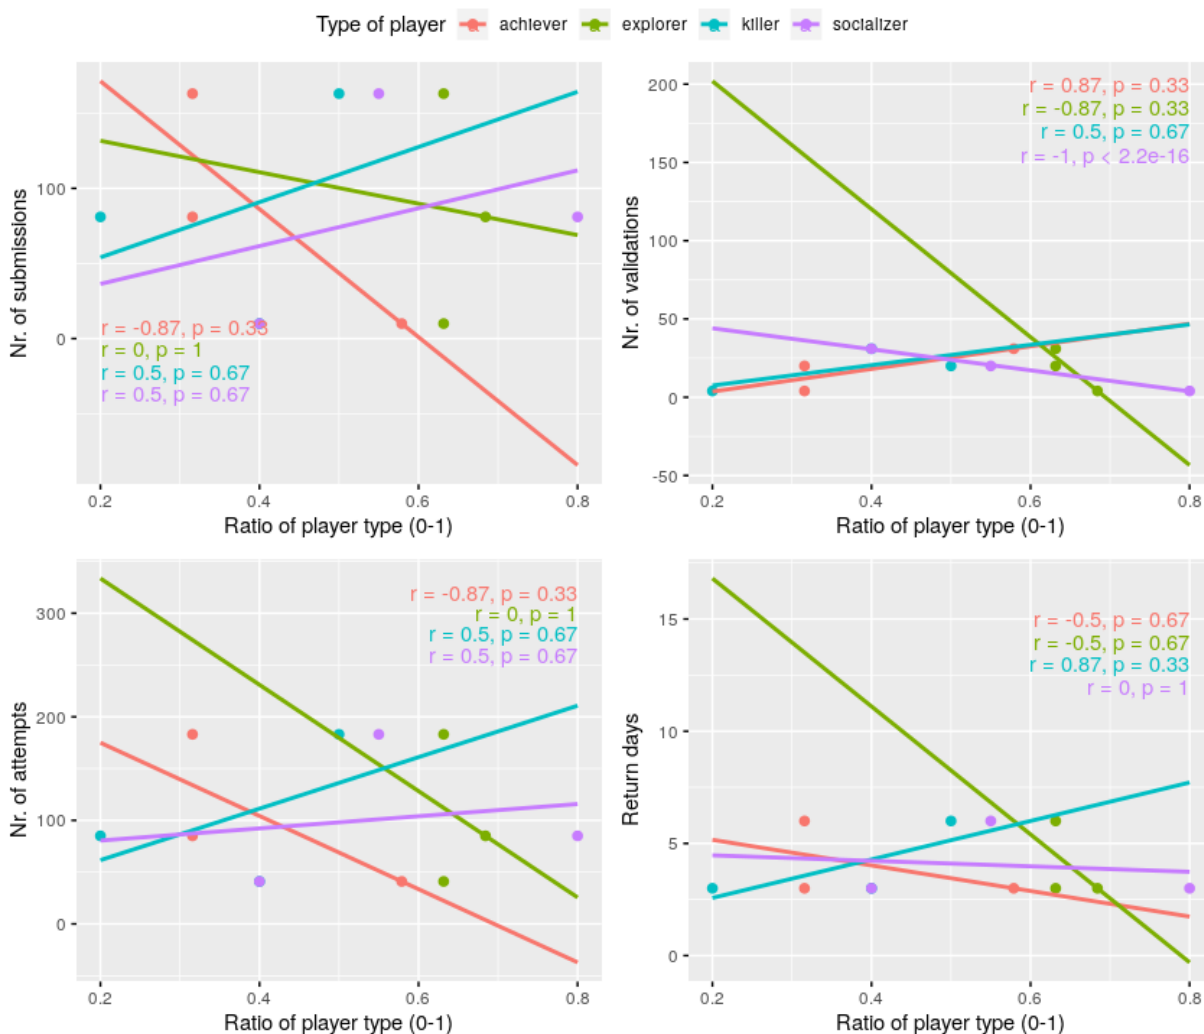 Type of player achiever explorer killer socializer
Nr. of submissions
100
0
r = -0.87, p = 0.33
r = 0, p = 1
r = 0.5, p = 0.67
r = 0.5, p = 0.67
0.2 0.4 0.6 0.8
Ratio of player type (0-1)
Nr. of validations
200
150
100
50
0
-50
r = 0.87, p = 0.33
r = -0.87, p = 0.33
r = 0.5, p = 0.67
r = -1, p < 2.2e-16
0.2 0.4 0.6 0.8
Ratio of player type (0-1)
Nr. of attempts
300
200
100
0
r = -0.87, p = 0.33
r = 0, p = 1
r = 0.5, p = 0.67
r = 0.5, p = 0.67
0.2 0.4 0.6 0.8
Ratio of player type (0-1)
Return days
15
10
5
0
r = -0.5, p = 0.67
r = -0.5, p = 0.67
r = 0.87, p = 0.33
r = 0, p = 1
0.2 0.4 0.6 0.8
Ratio of player type (0-1)